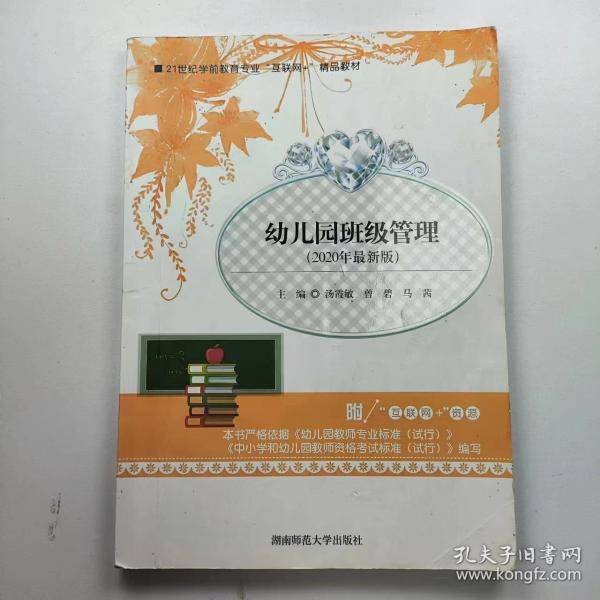 ■ 21世纪学前教育专业“互联网+”精品教材
幼儿园班级管理
(2020年最新版)
主 编◎汤霞敏 曾 碧 马 茜
附/“互联网+”资源
本书严格依据《幼儿园教师专业标准（试行）》
《中小学和幼儿园教师资格考试标准（试行）》编写
湖南师范大学出版社
孔夫子旧书网
www.kongfz.com